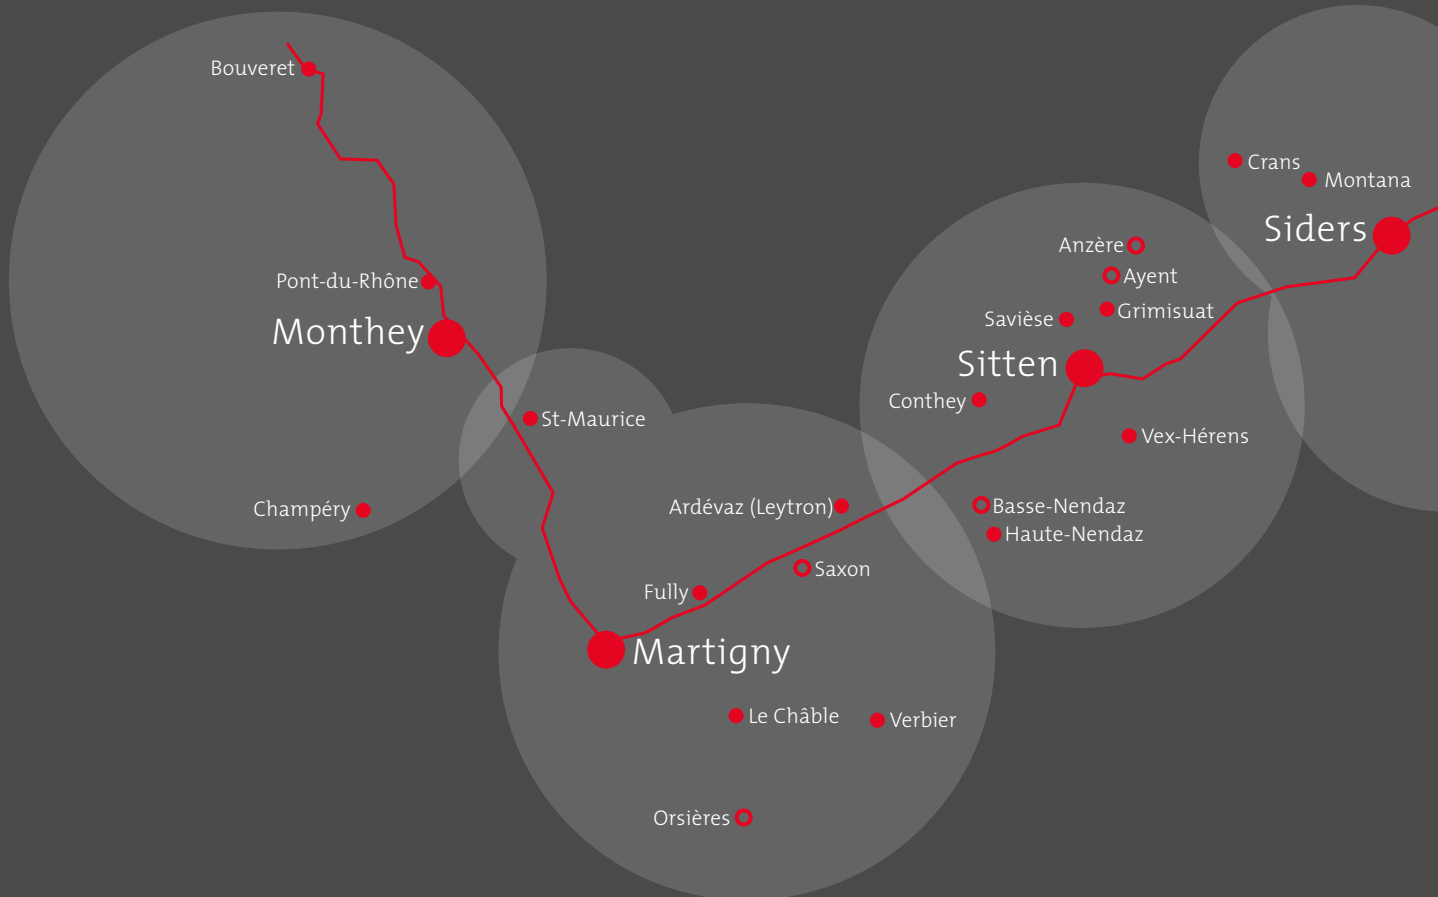 Bouveret
Crans
Montana
Siders
Anzère
Ayent
Pont-du-Rhône
Grimisuat
Savièse
Monthey
Sitten
Conthey
St-Maurice
Vex-Hérens
Ardévaz (Leytron)
Basse-Nendaz
Champéry
Haute-Nendaz
Saxon
Fully
Martigny
Le Châble
Verbier
Orsières